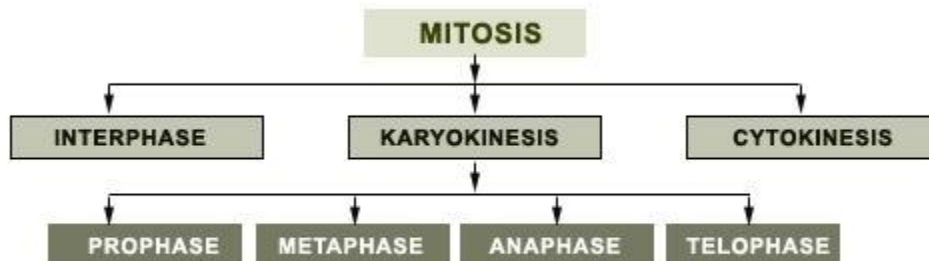 MITOSIS
INTERPHASE
KARYOKINESIS
CYTOKINESIS
PROPHASE
METAPHASE
ANAPHASE
TELOPHASE